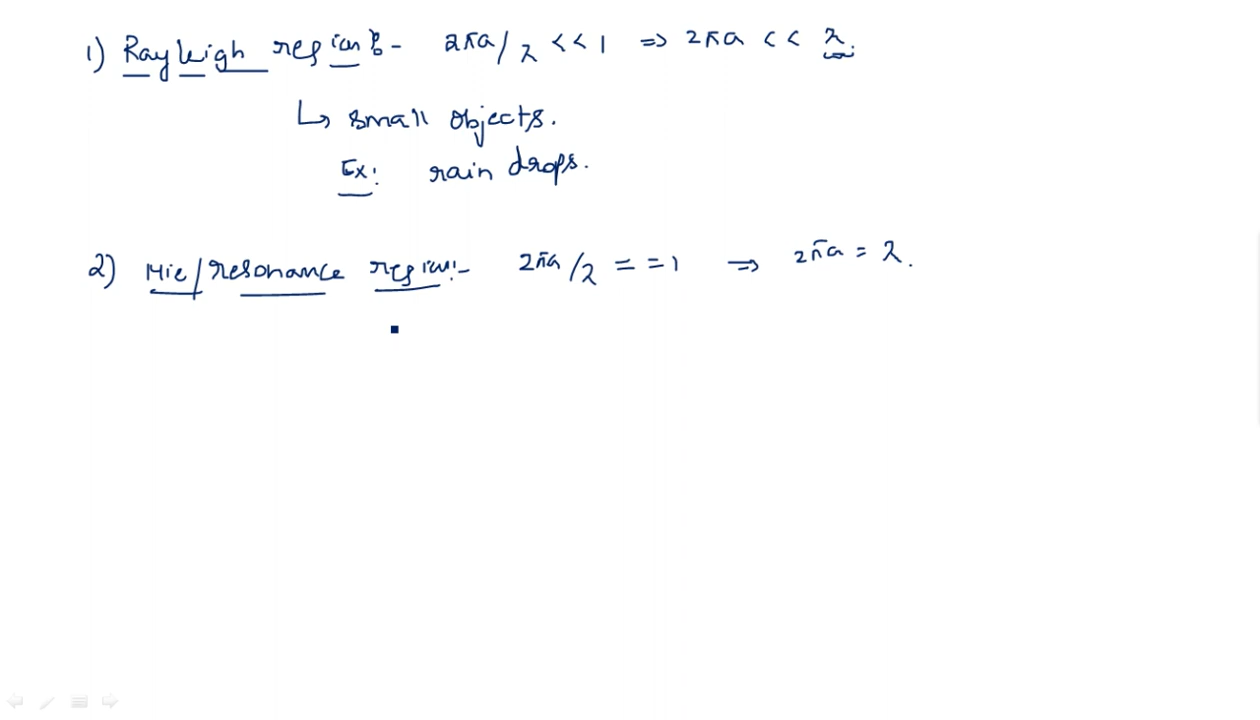 1) Rayleigh region:- 2πa/λ << 1 => 2πa << λ.
↳ small objects.
Ex: rain drops.
2) Mie/resonance region:- 2πa/λ = = 1 => 2πa = λ.